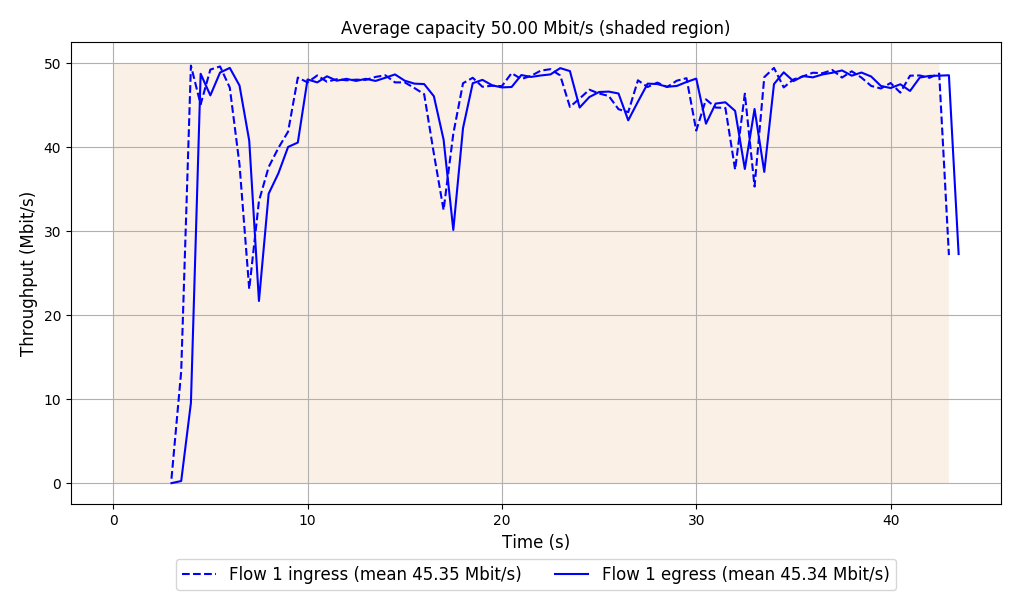 Average capacity 50.00 Mbit/s (shaded region)
Throughput (Mbit/s)
50
40
30
20
10
0
0 10 20 30 40
Time (s)
Flow 1 ingress (mean 45.35 Mbit/s) Flow 1 egress (mean 45.34 Mbit/s)